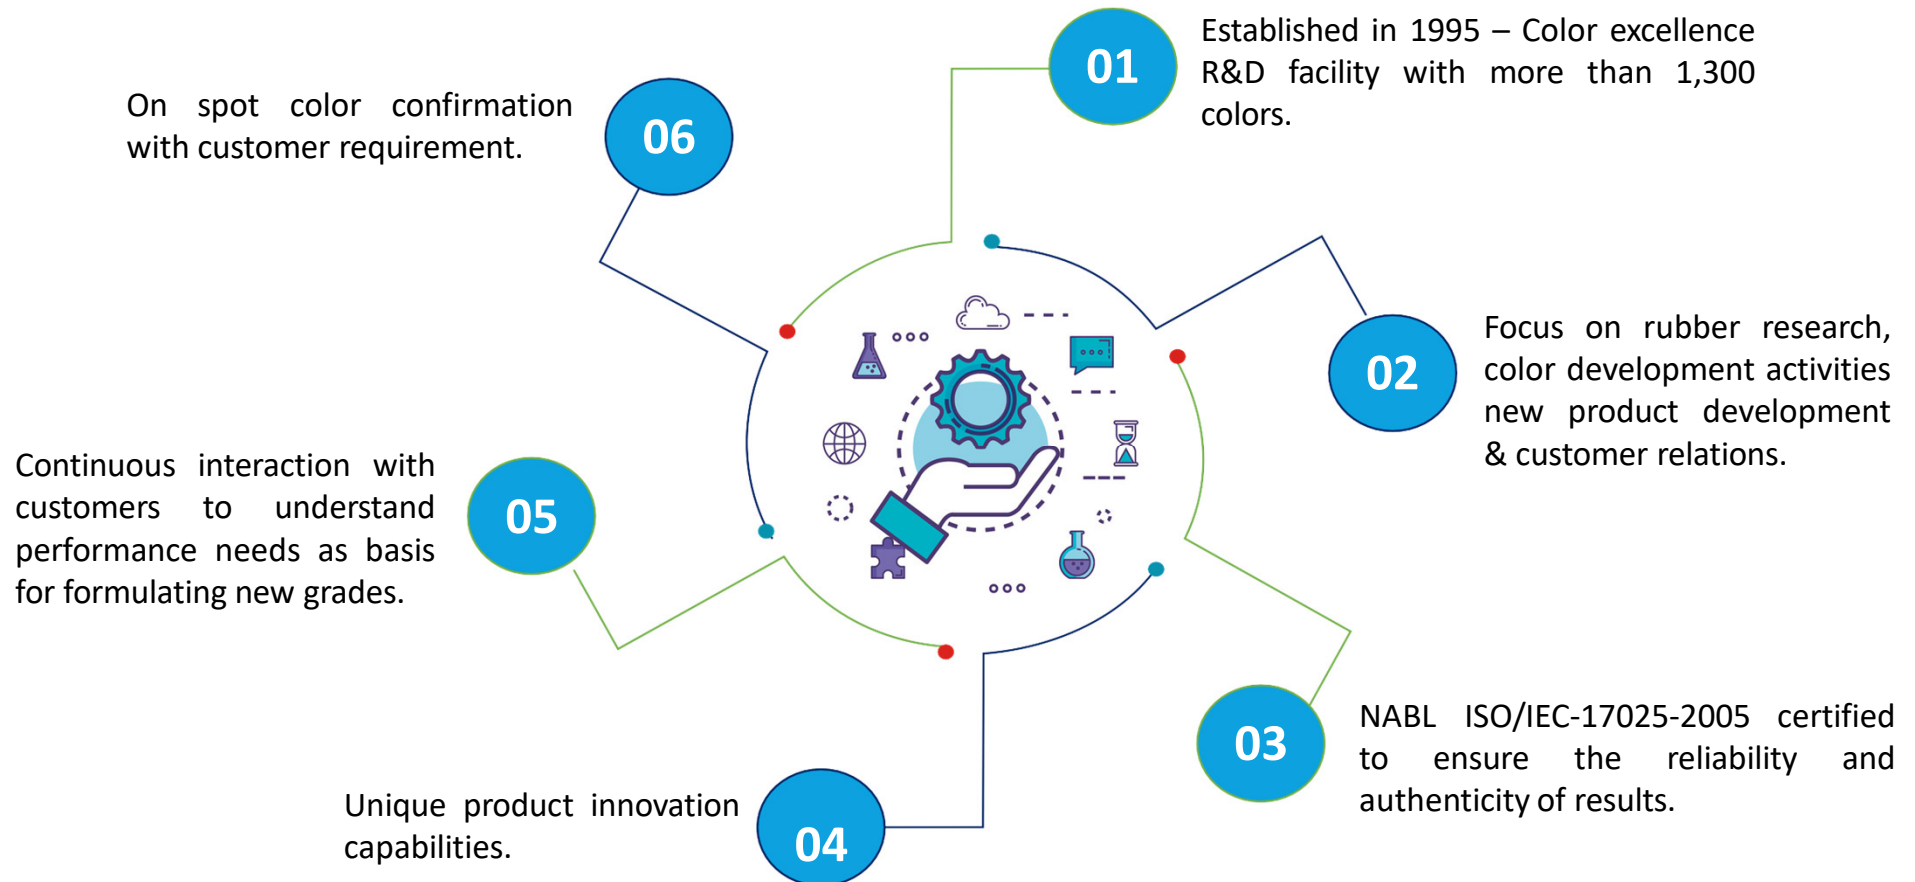 01
Established in 1995 – Color excellence
R&D facility with more than 1,300
colors.
02
Focus on rubber research,
color development activities
new product development
& customer relations.
03
NABL ISO/IEC-17025-2005 certified
to ensure the reliability and
authenticity of results.
04
Unique product innovation
capabilities.
05
Continuous interaction with
customers to understand
performance needs as basis
for formulating new grades.
06
On spot color confirmation
with customer requirement.